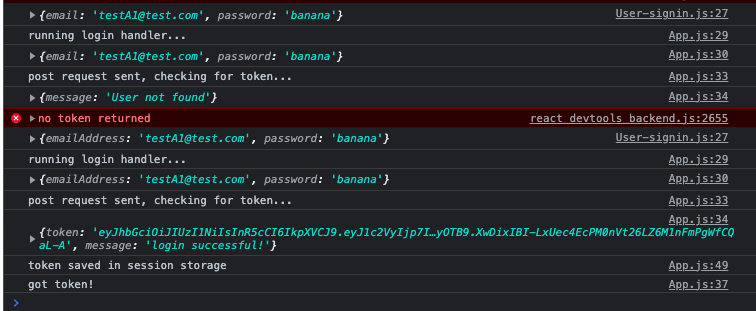 {email: 'testA1@test.com', password: 'banana'} User-signin.js:27
running login handler... App.js:29
{email: 'testA1@test.com', password: 'banana'} App.js:30
post request sent, checking for token... App.js:33
{message: 'User not found'} App.js:34
no token returned react_devtools_backend.js:2655
{emailAddress: 'testA1@test.com', password: 'banana'} User-signin.js:27
running login handler... App.js:29
{emailAddress: 'testA1@test.com', password: 'banana'} App.js:30
post request sent, checking for token... App.js:33
App.js:34
{token: 'eyJhbGciOiJIUzI1NiIsInR5cCI6IkpXVCJ9.eyJ1c2VyIjp7I…yOTB9.XwDixIBI-LxUec4EcPM0nVt26LZ6M1nFmPgWfCQ
aL-A', message: 'login successful!'}
token saved in session storage App.js:49
got token! App.js:37
>